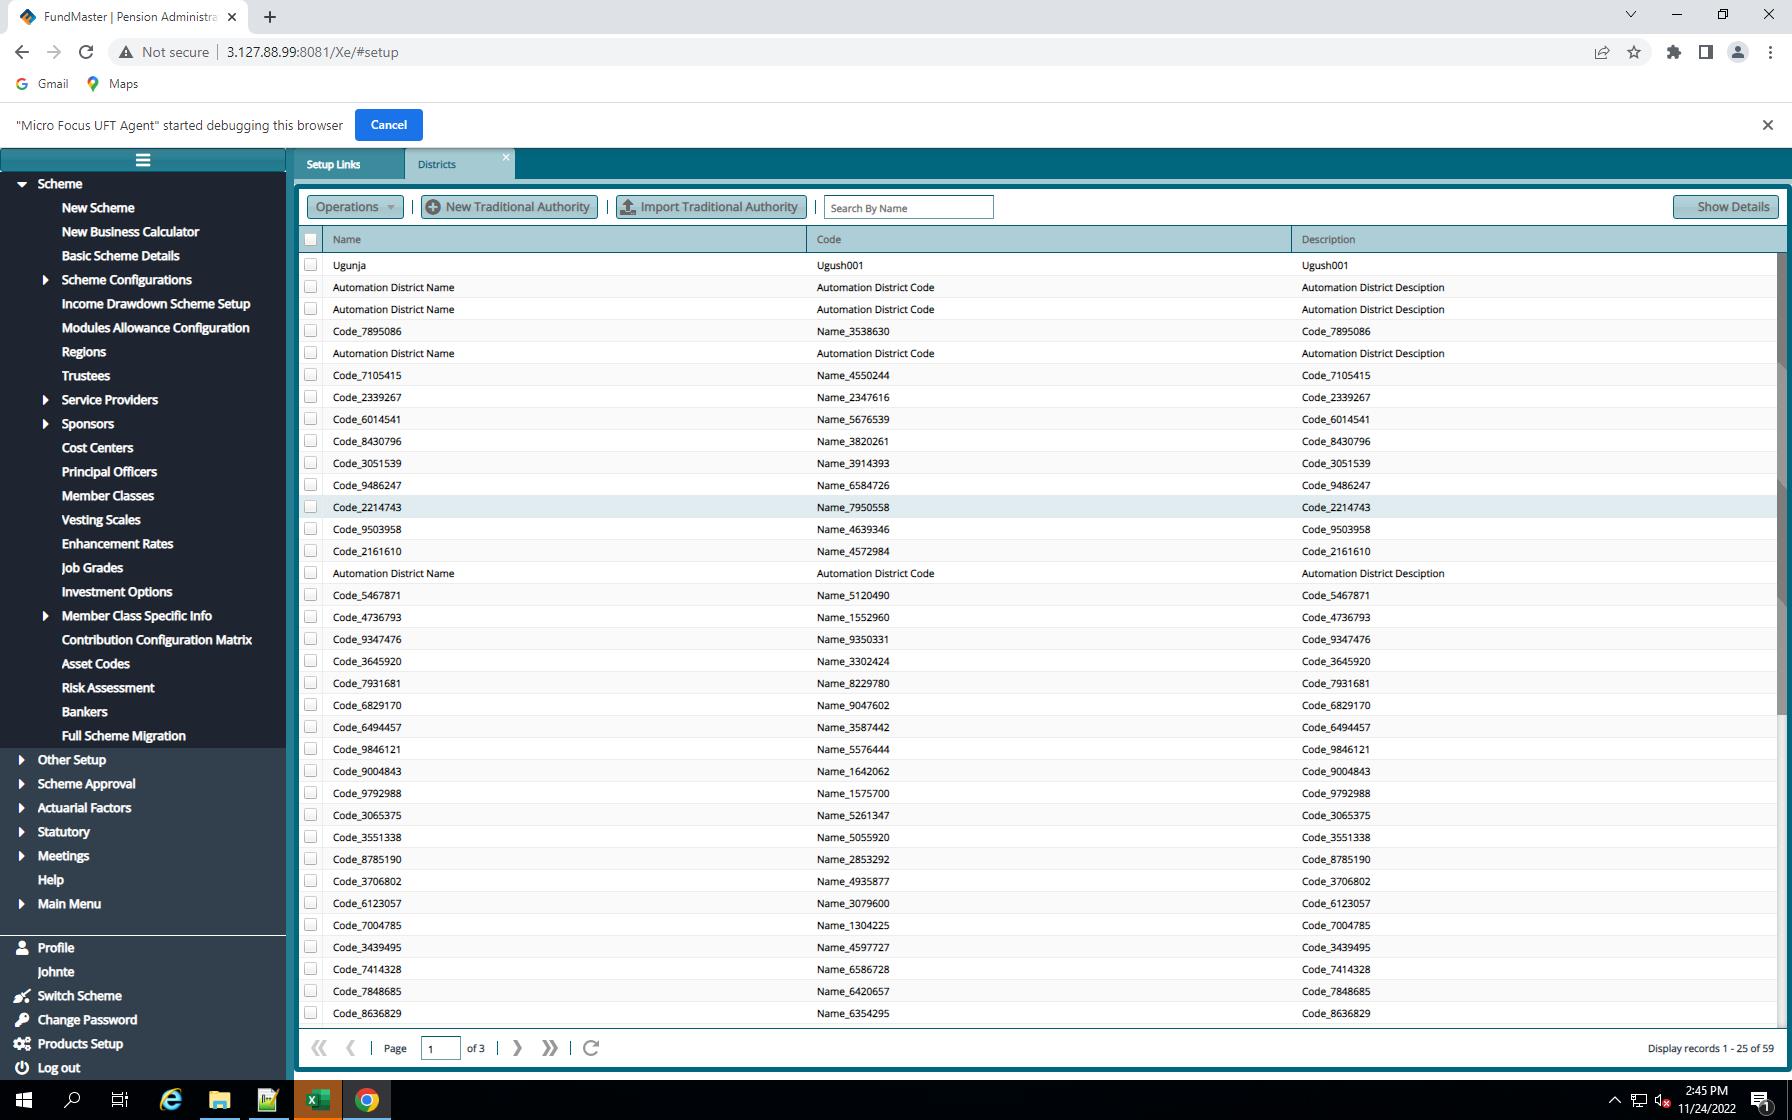 FundMaster | Pension Administra
Not secure
3.127.88.99:8081/Xe/#setup
Gmail
Maps
"Micro Focus UFT Agent" started debugging this browser
Cancel
Scheme
New Scheme
New Business Calculator
Basic Scheme Details
Scheme Configurations
Income Drawdown Scheme Setup
Modules Allowance Configuration
Regions
Trustees
Service Providers
Sponsors
Cost Centers
Principal Officers
Member Classes
Vesting Scales
Enhancement Rates
Job Grades
Investment Options
Member Class Specific Info
Contribution Configuration Matrix
Asset Codes
Risk Assessment
Bankers
Full Scheme Migration
Other Setup
Scheme Approval
Actuarial Factors
Statutory
Meetings
Help
Main Menu
Profile
Johnte
Switch Scheme
Change Password
Products Setup
Log out
Setup Links
Districts
Operations
New Traditional Authority
Import Traditional Authority
Search By Name
Show Details
Name Code Description
Ugunja Ugush001 Ugush001
Automation District Name Automation District Code Automation District Desciption
Automation District Name Automation District Code Automation District Desciption
Code_7895086 Name_3538630 Code_7895086
Automation District Name Automation District Code Automation District Desciption
Code_7105415 Name_4550244 Code_7105415
Code_2339267 Name_2347616 Code_2339267
Code_6014541 Name_5676539 Code_6014541
Code_8430796 Name_3820261 Code_8430796
Code_3051539 Name_3914393 Code_3051539
Code_9486247 Name_6584726 Code_9486247
Code_2214743 Name_7950558 Code_2214743
Code_9503958 Name_4639346 Code_9503958
Code_2161610 Name_4572984 Code_2161610
Automation District Name Automation District Code Automation District Desciption
Code_5467871 Name_5120490 Code_5467871
Code_4736793 Name_1552960 Code_4736793
Code_9347476 Name_9350331 Code_9347476
Code_3645920 Name_3302424 Code_3645920
Code_7931681 Name_8229780 Code_7931681
Code_6829170 Name_9047602 Code_6829170
Code_6494457 Name_3587442 Code_6494457
Code_9846121 Name_5576444 Code_9846121
Code_9004843 Name_1642062 Code_9004843
Code_9792988 Name_1575700 Code_9792988
Code_3065375 Name_5261347 Code_3065375
Code_3551338 Name_5055920 Code_3551338
Code_8785190 Name_2853292 Code_8785190
Code_3706802 Name_4935877 Code_3706802
Code_6123057 Name_3079600 Code_6123057
Code_7004785 Name_1304225 Code_7004785
Code_3439495 Name_4597727 Code_3439495
Code_7414328 Name_6586728 Code_7414328
Code_7848685 Name_6420657 Code_7848685
Code_8636829 Name_6354295 Code_8636829
Page 1 of 3
Display records 1 - 25 of 59
2:45 PM
11/24/2022
1